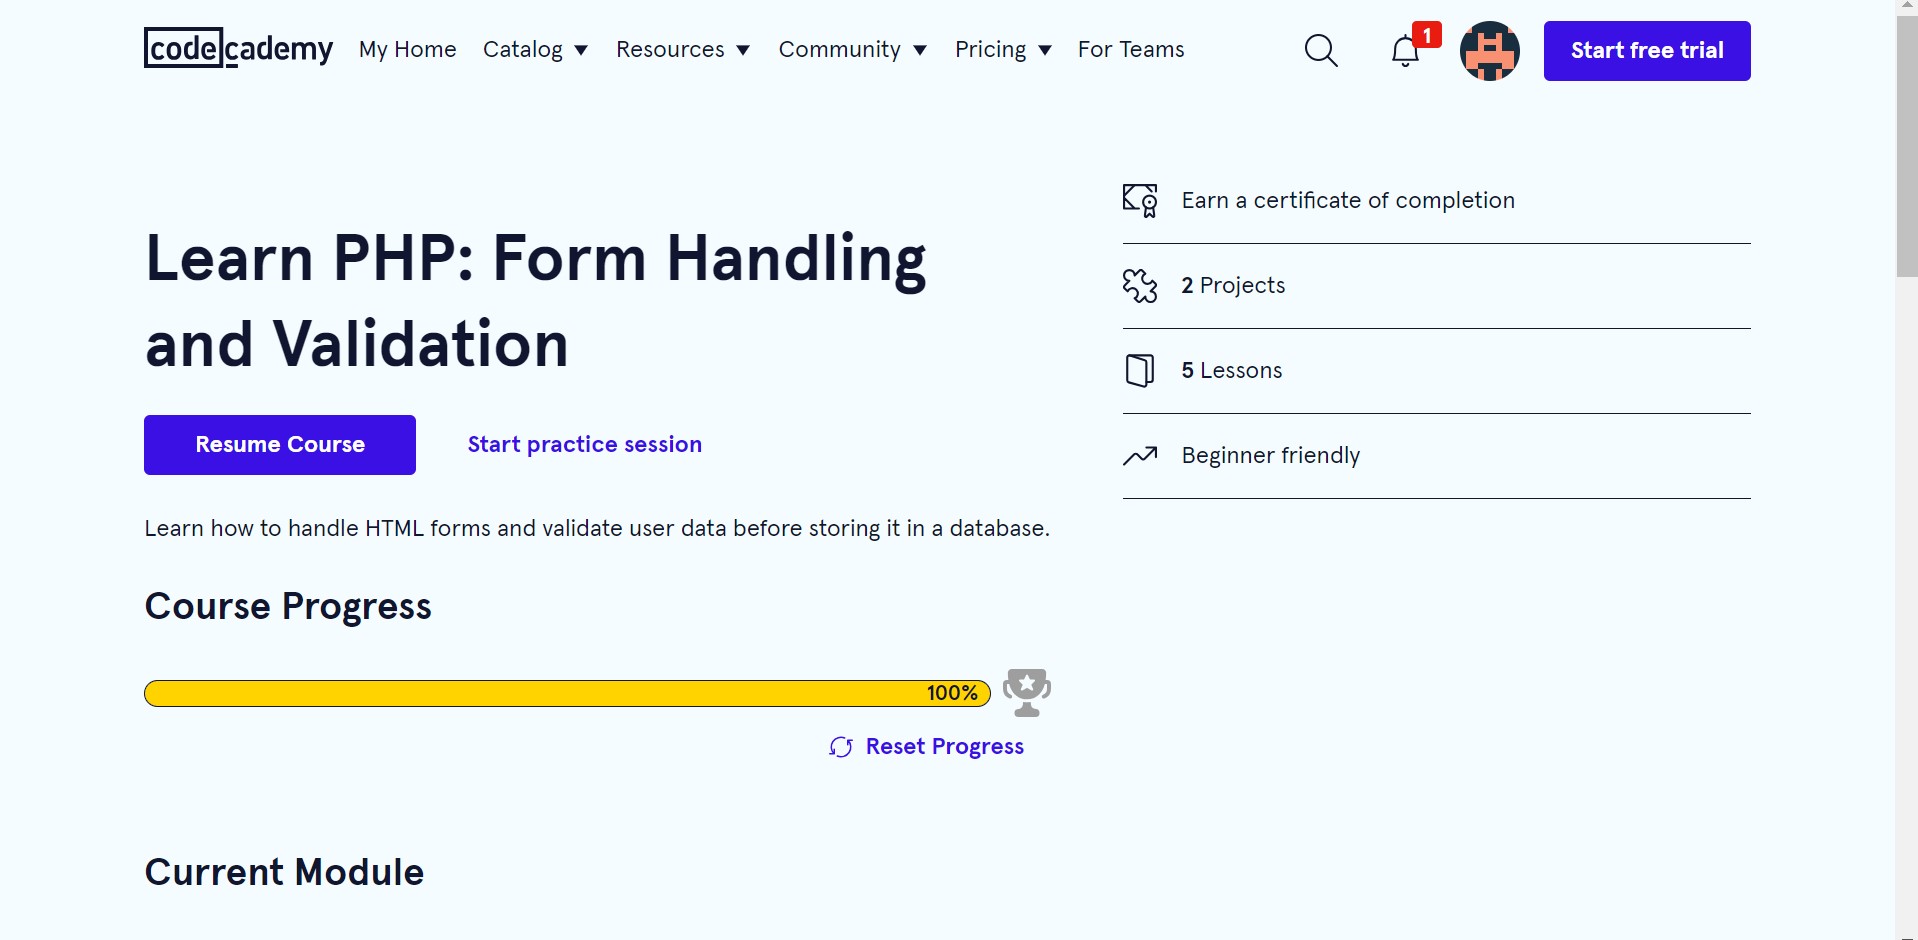 codecademy My Home Catalog Resources Community Pricing For Teams 1 Start free trial
Learn PHP: Form Handling
and Validation
Resume Course Start practice session
Learn how to handle HTML forms and validate user data before storing it in a database.
Course Progress
100%
Reset Progress
Current Module
Earn a certificate of completion
2 Projects
5 Lessons
Beginner friendly